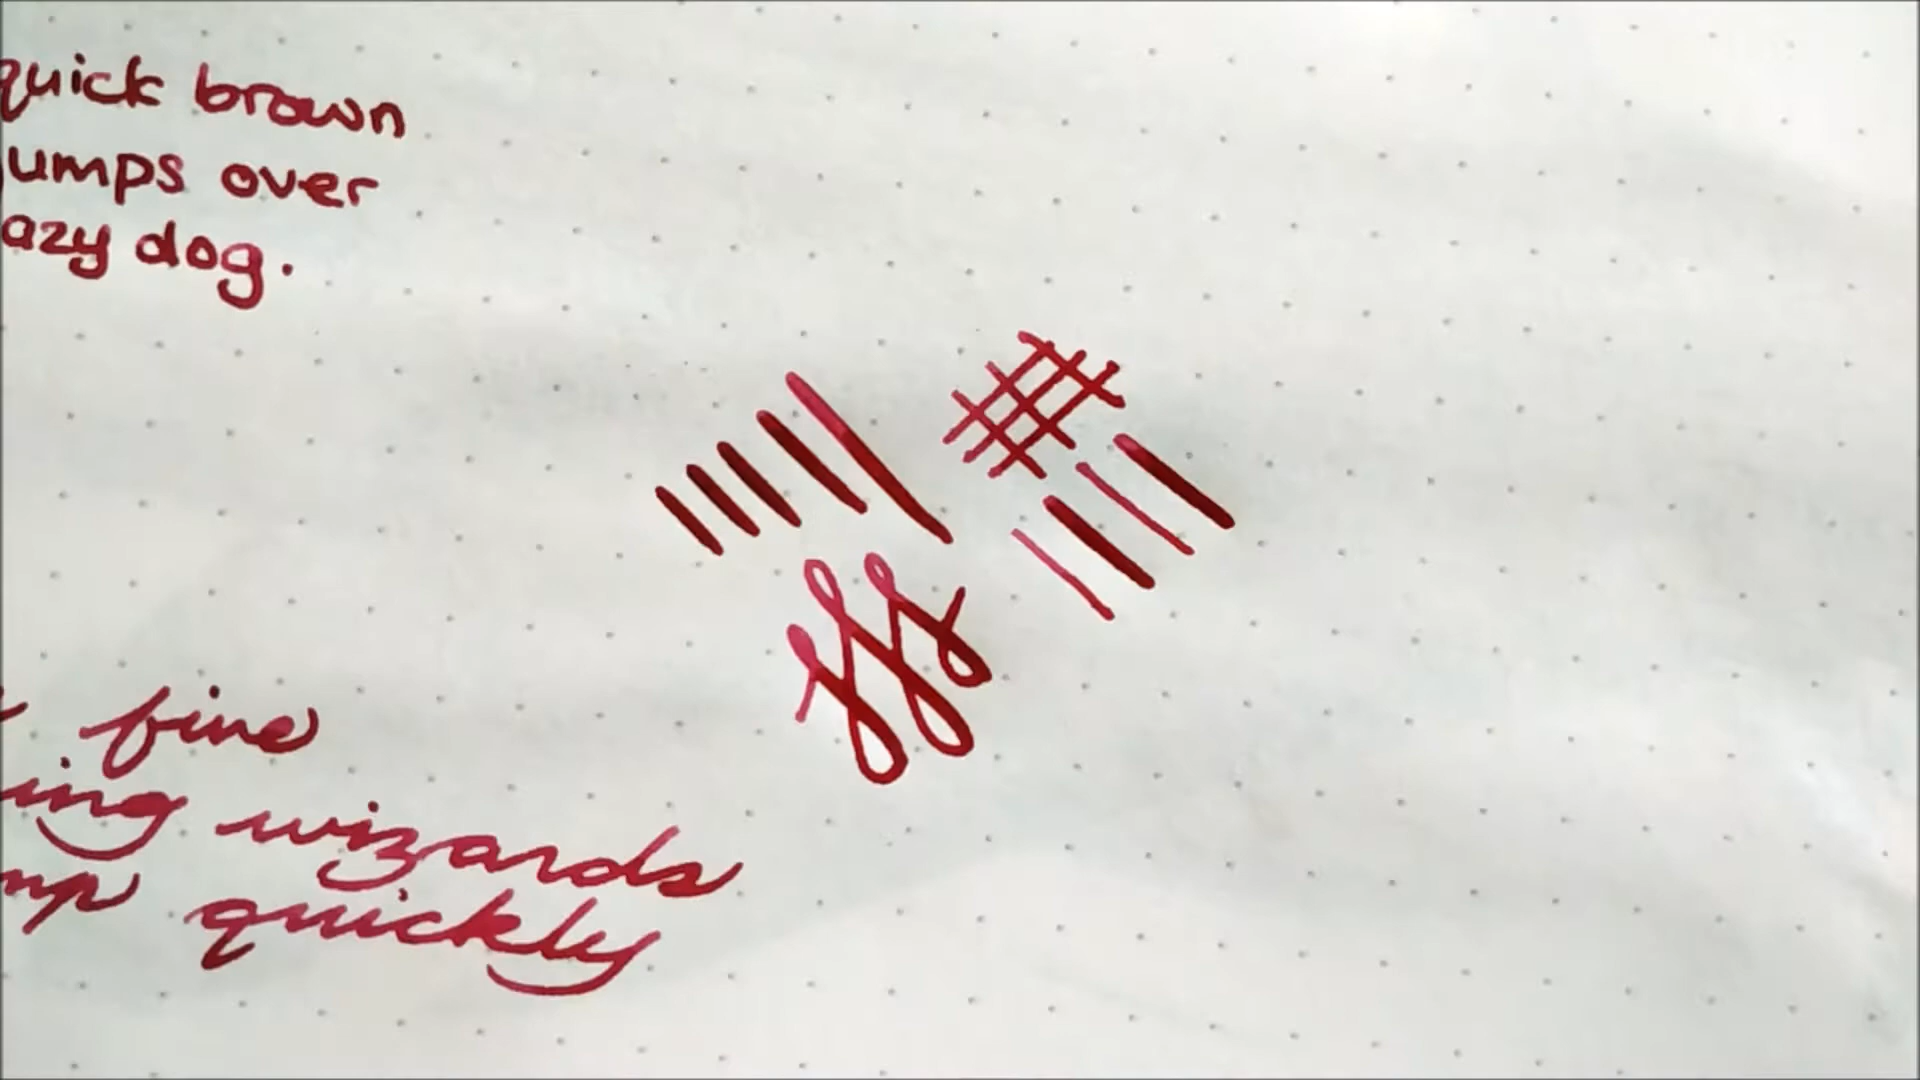 quick brown
umps over
azy dog.
fine
ing wizards
mp quickly